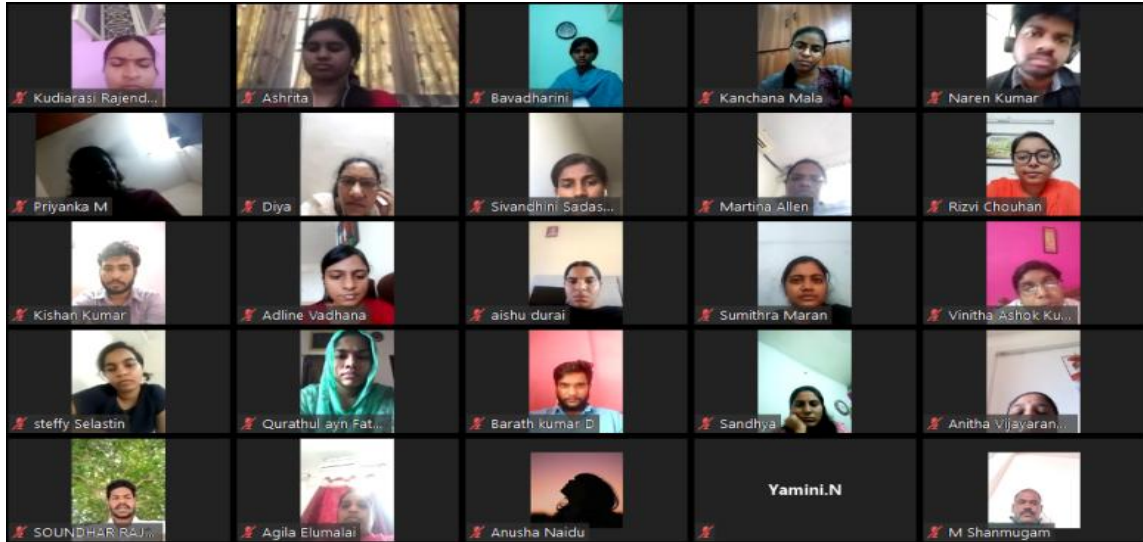 Kudiarasi Rajend...
Ashrita
Bavadharini
Kanchana Mala
Naren Kumar
Priyanka M
Diya
Sivandhini Sadas...
Martina Allen
Rizvi Chouhan
Kishan Kumar
Adline Vadhana
aishu durai
Sumithra Maran
Vinitha Ashok Ku...
steffy Selastin
Qurathul ayn Fat...
Barath kumar D
Sandhya
Anitha Vijayaran...
SOUNDHAR RAJ...
Agila Elumalai
Anusha Naidu
Yamini.N
M Shanmugam